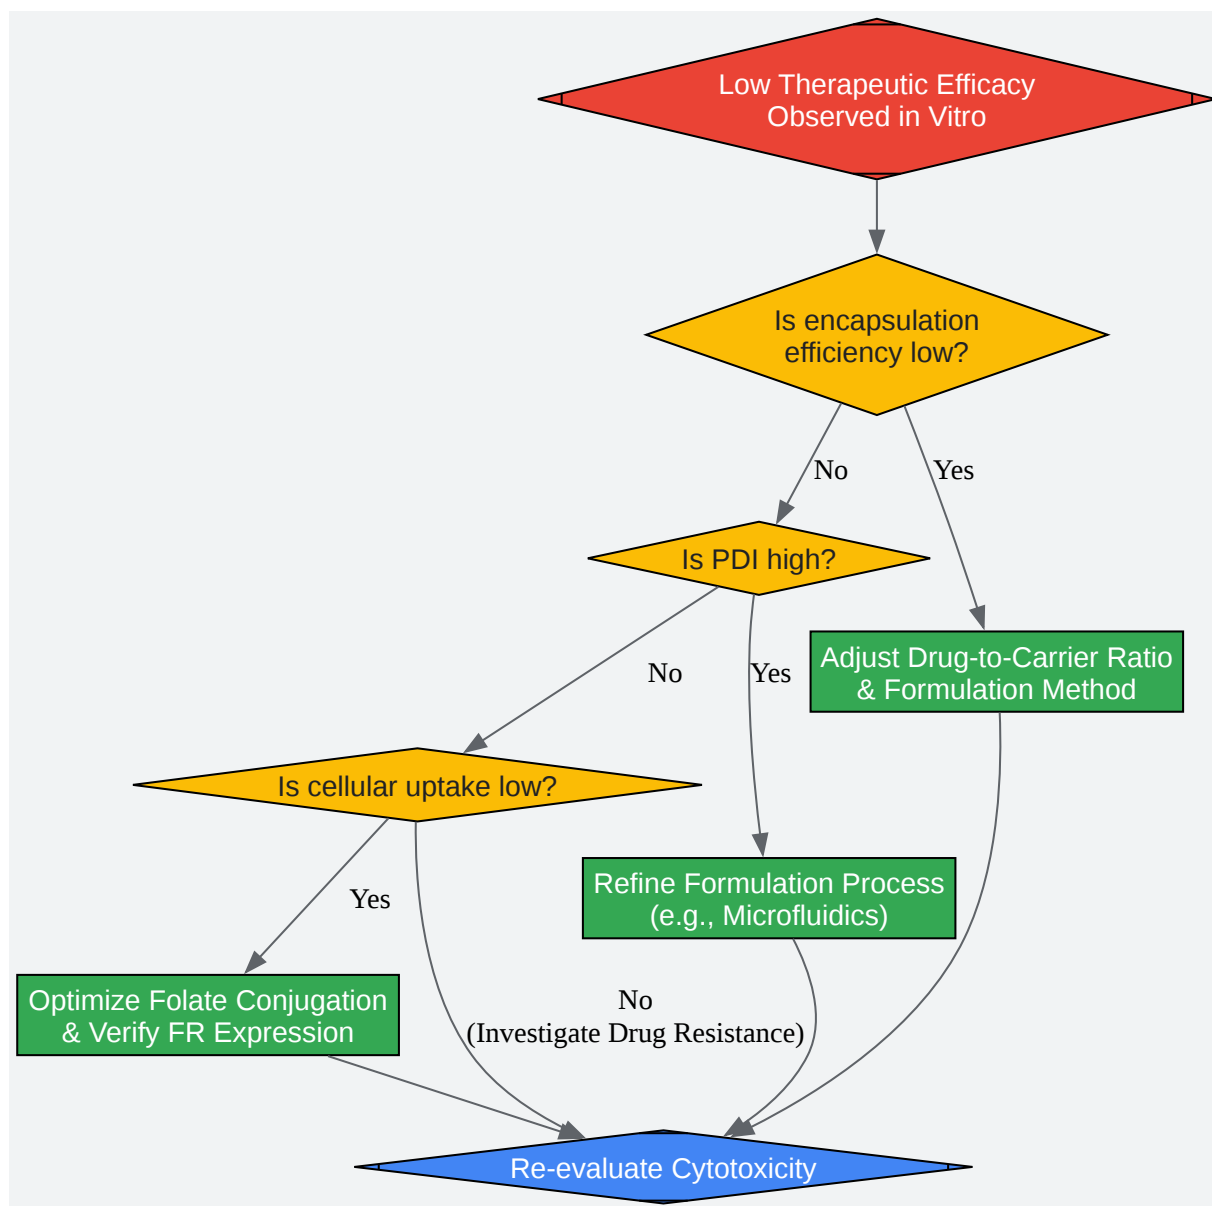 Low Therapeutic Efficacy
Observed in Vitro
Is encapsulation
efficiency low?
No
Yes
Is PDI high?
Adjust Drug-to-Carrier Ratio
& Formulation Method
No
Yes
Is cellular uptake low?
Refine Formulation Process
(e.g., Microfluidics)
Yes
Optimize Folate Conjugation
& Verify FR Expression
No
(Investigate Drug Resistance)
Re-evaluate Cytotoxicity